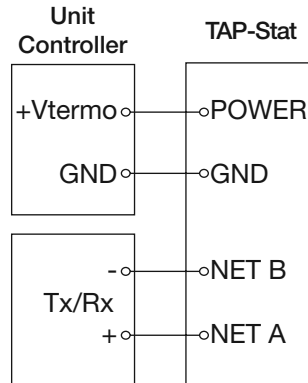 Unit
Controller
TAP-Stat
+Vtermo
POWER
GND
GND
-
NET B
Tx/Rx
+
NET A